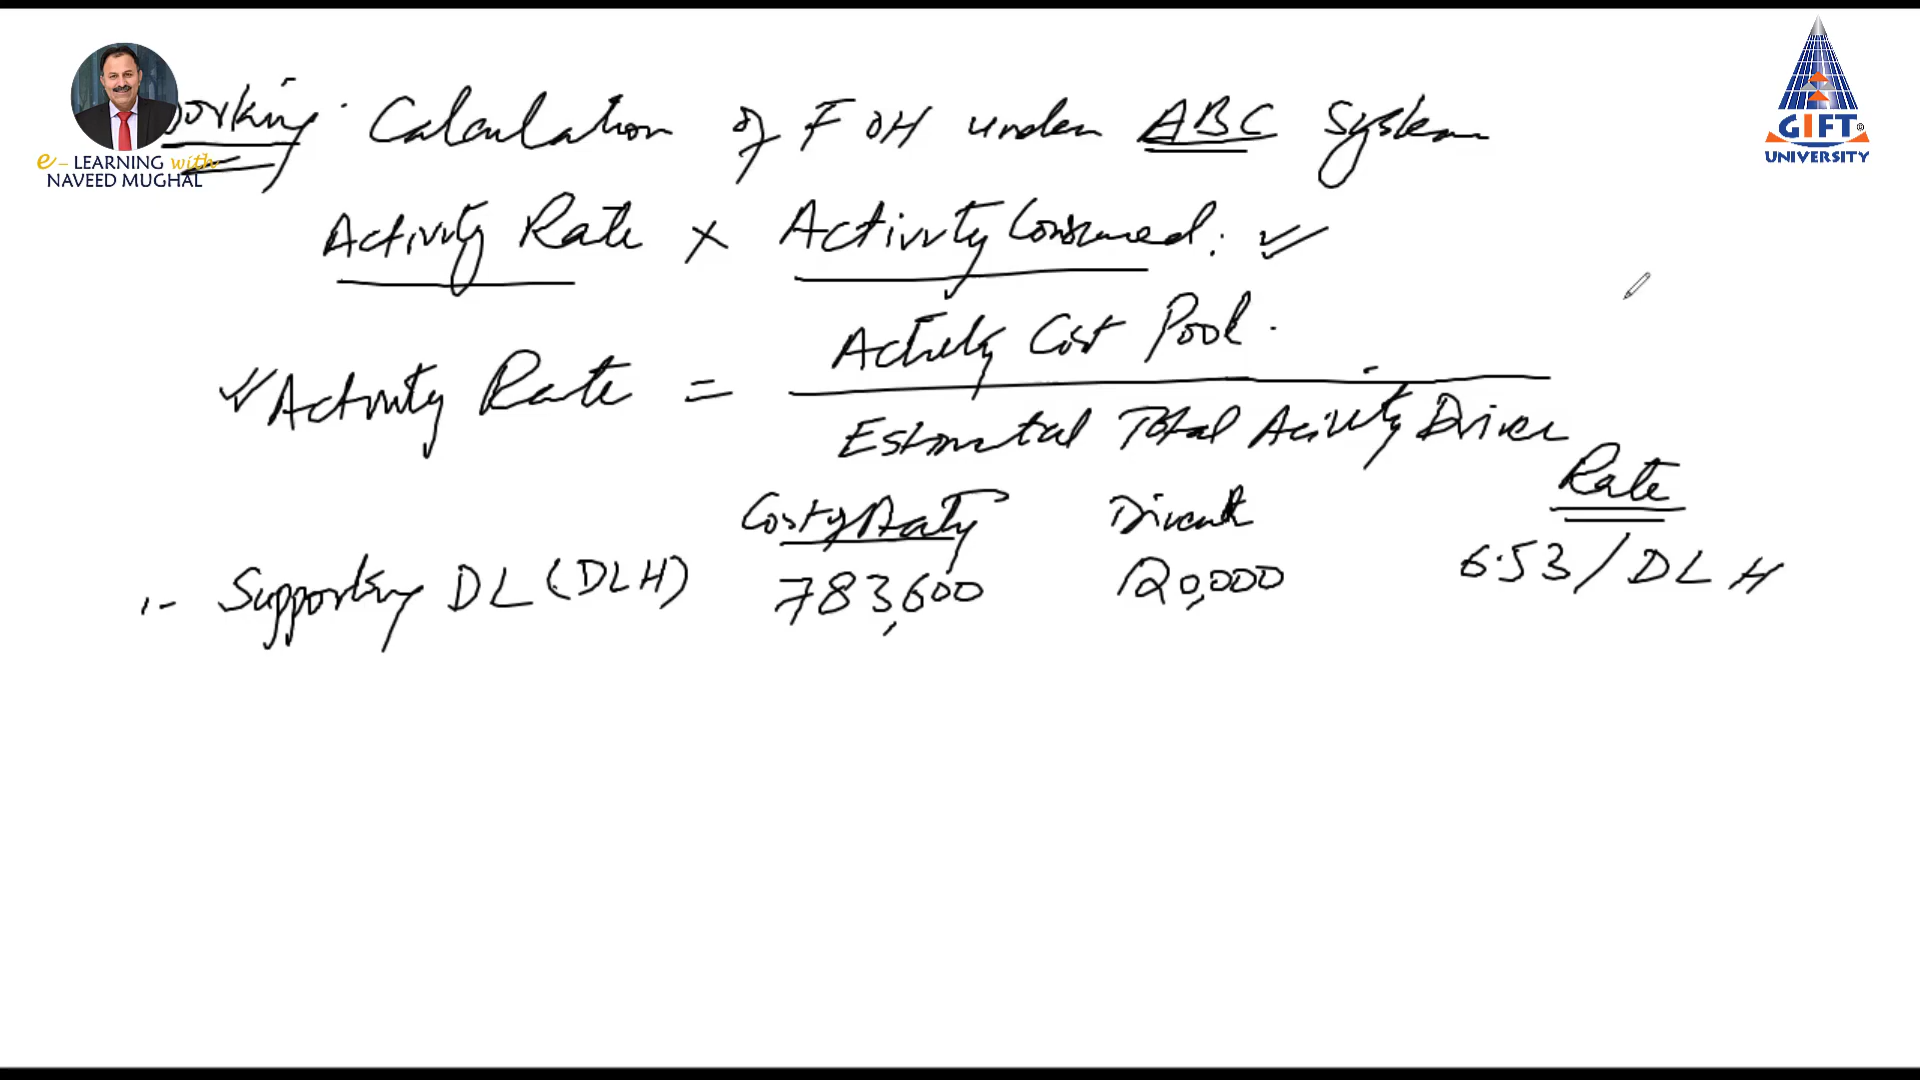 Working: Calculation of FOH under ABC System
e-LEARNING with
NAVEED MUGHAL
GIFT®
UNIVERSITY
Activity Rate × Activity Consumed.
Activity Cost Pool.
Activity Rate =
Estimated Total Activity Driver
Rate
Cost of
783,600 120,000 6.53/DLH
1.- Supporting DL (DLH)